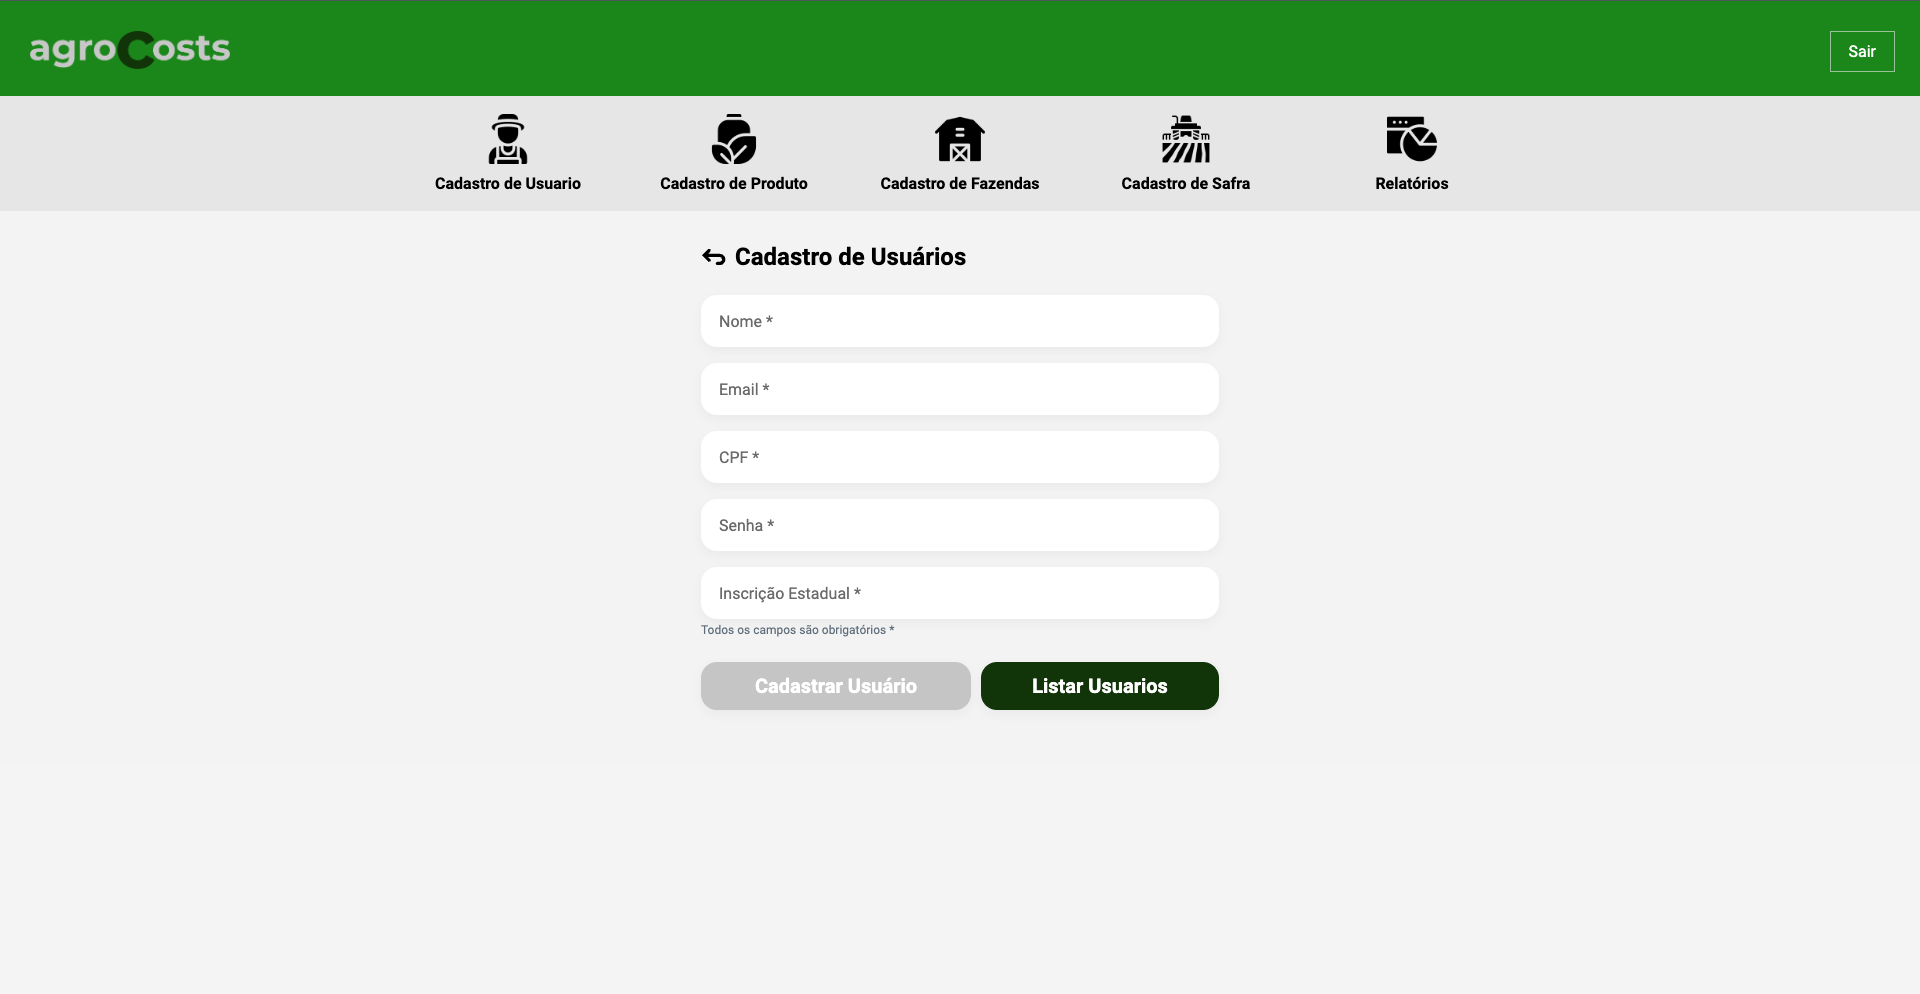 agroCosts
Sair
Cadastro de Usuario
Cadastro de Produto
Cadastro de Fazendas
Cadastro de Safra
Relatórios
Cadastro de Usuários
Nome *
Email *
CPF *
Senha *
Inscrição Estadual *
Todos os campos são obrigatórios *
Cadastrar Usuário
Listar Usuarios